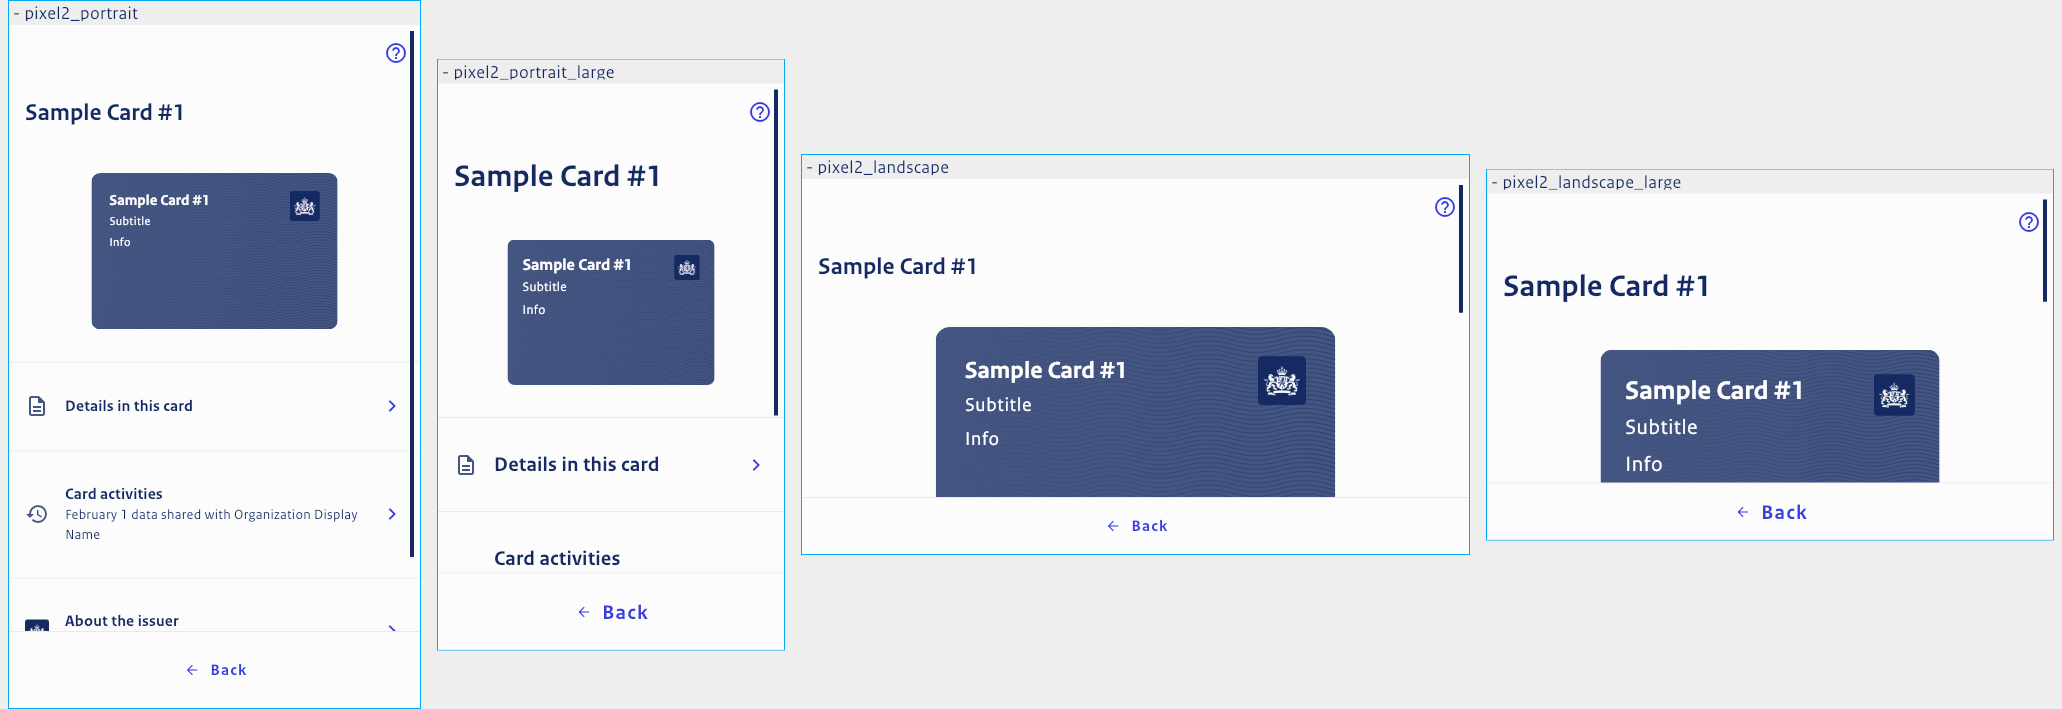 - pixel2_portrait
Sample Card #1
Sample Card #1
Subtitle
Info
Details in this card
Card activities
February 1 data shared with Organization Display
Name
About the issuer
Back
- pixel2_portrait_large
Sample Card #1
Sample Card #1
Subtitle
Info
Details in this card
Card activities
Back
- pixel2_landscape
Sample Card #1
Sample Card #1
Subtitle
Info
Back
- pixel2_landscape_large
Sample Card #1
Sample Card #1
Subtitle
Info
Back